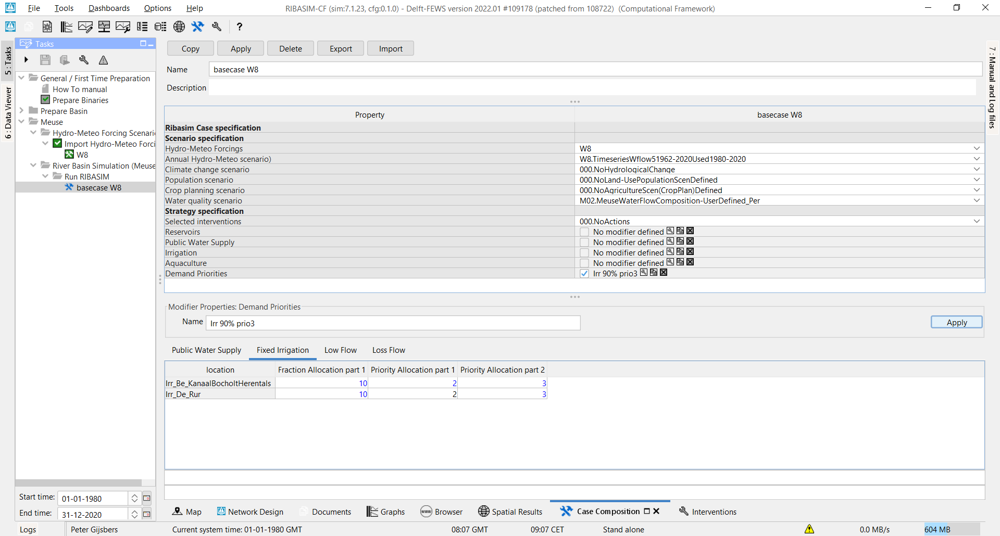 File Tools Dashboards Options Help RIBASIM-CF (sim:7.1.23, cfg:0.1.0) - Delft-FEWS version 2022.01 #109178 (patched from 108722) (Computational Framework)
?
5 : Tasks
6 : Data Viewer
7 : Manual and Log files
Tasks
General / First Time Preparation
How To manual
Prepare Binaries
Prepare Basin
Meuse
Hydro-Meteo Forcing Scenari
Import Hydro-Meteo Forci
W8
River Basin Simulation (Meuse
Run RIBASIM
basecase W8
Start time: 01-01-1980
End time: 31-12-2020
Copy Apply Delete Export Import
Name basecase W8
Description
Property basecase W8
Ribasim Case specification
Scenario specification
Hydro-Meteo Forcings W8
Annual Hydro-Meteo scenario) W8.TimeseriesWflow51962-2020Used1980-2020
Climate change scenario 000.NoHydrologicalChange
Population scenario 000.NoLand-UsePopulationScenDefined
Crop planning scenario 000.NoAgricultureScen(CropPlan)Defined
Water quality scenario M02.MeuseWaterFlowComposition-UserDefined_Per
Strategy specification
Selected interventions 000.NoActions
Reservoirs No modifier defined
Public Water Supply No modifier defined
Irrigation No modifier defined
Aquaculture No modifier defined
Demand Priorities Irr 90% prio3
Modifier Properties: Demand Priorities
Name Irr 90% prio3 Apply
Public Water Supply Fixed Irrigation Low Flow Loss Flow
location Fraction Allocation part 1 Priority Allocation part 1 Priority Allocation part 2
Irr_Be_KanaalBocholtHerentals 10 2 3
Irr_De_Rur 10 2 3
Map Network Design Documents Graphs www Browser Spatial Results Case Composition Interventions
Logs Peter Gijsbers Current system time: 01-01-1980 GMT 08:07 GMT 09:07 CET Stand alone 0.0 MB/s 604 MB